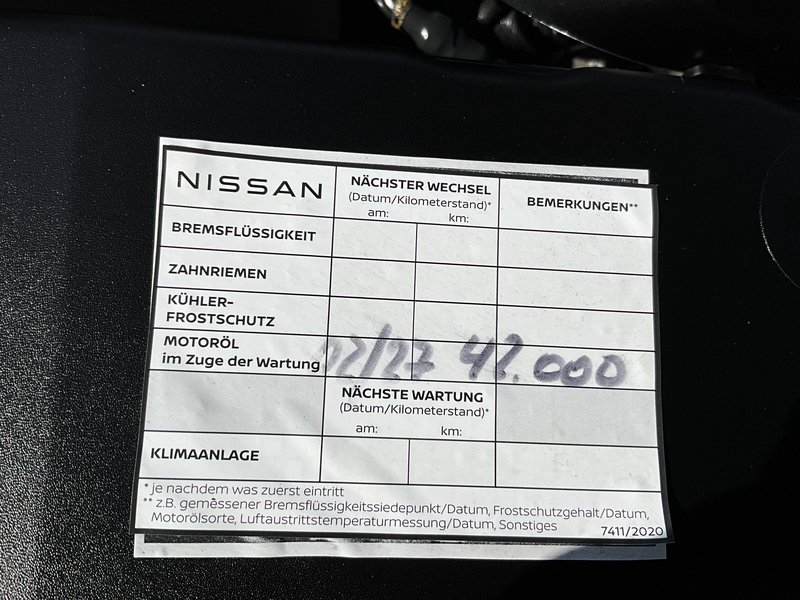 NISSAN
NÄCHSTER WECHSEL
(Datum/Kilometerstand)*
am: km:
BEMERKUNGEN**
BREMSFLÜSSIGKEIT
ZAHNRIEMEN
KÜHLER-
FROSTSCHUTZ
MOTORÖL
im Zuge der Wartung
02/27 42.000
NÄCHSTE WARTUNG
(Datum/Kilometerstand)*
am: km:
KLIMAANLAGE
* je nachdem was zuerst eintritt
** z.B. gemessener Bremsflüssigkeitssiedepunkt/Datum, Frostschutzgehalt/Datum,
Motorölsorte, Luftaustrittstemperaturmessung/Datum, Sonstiges
7411/2020